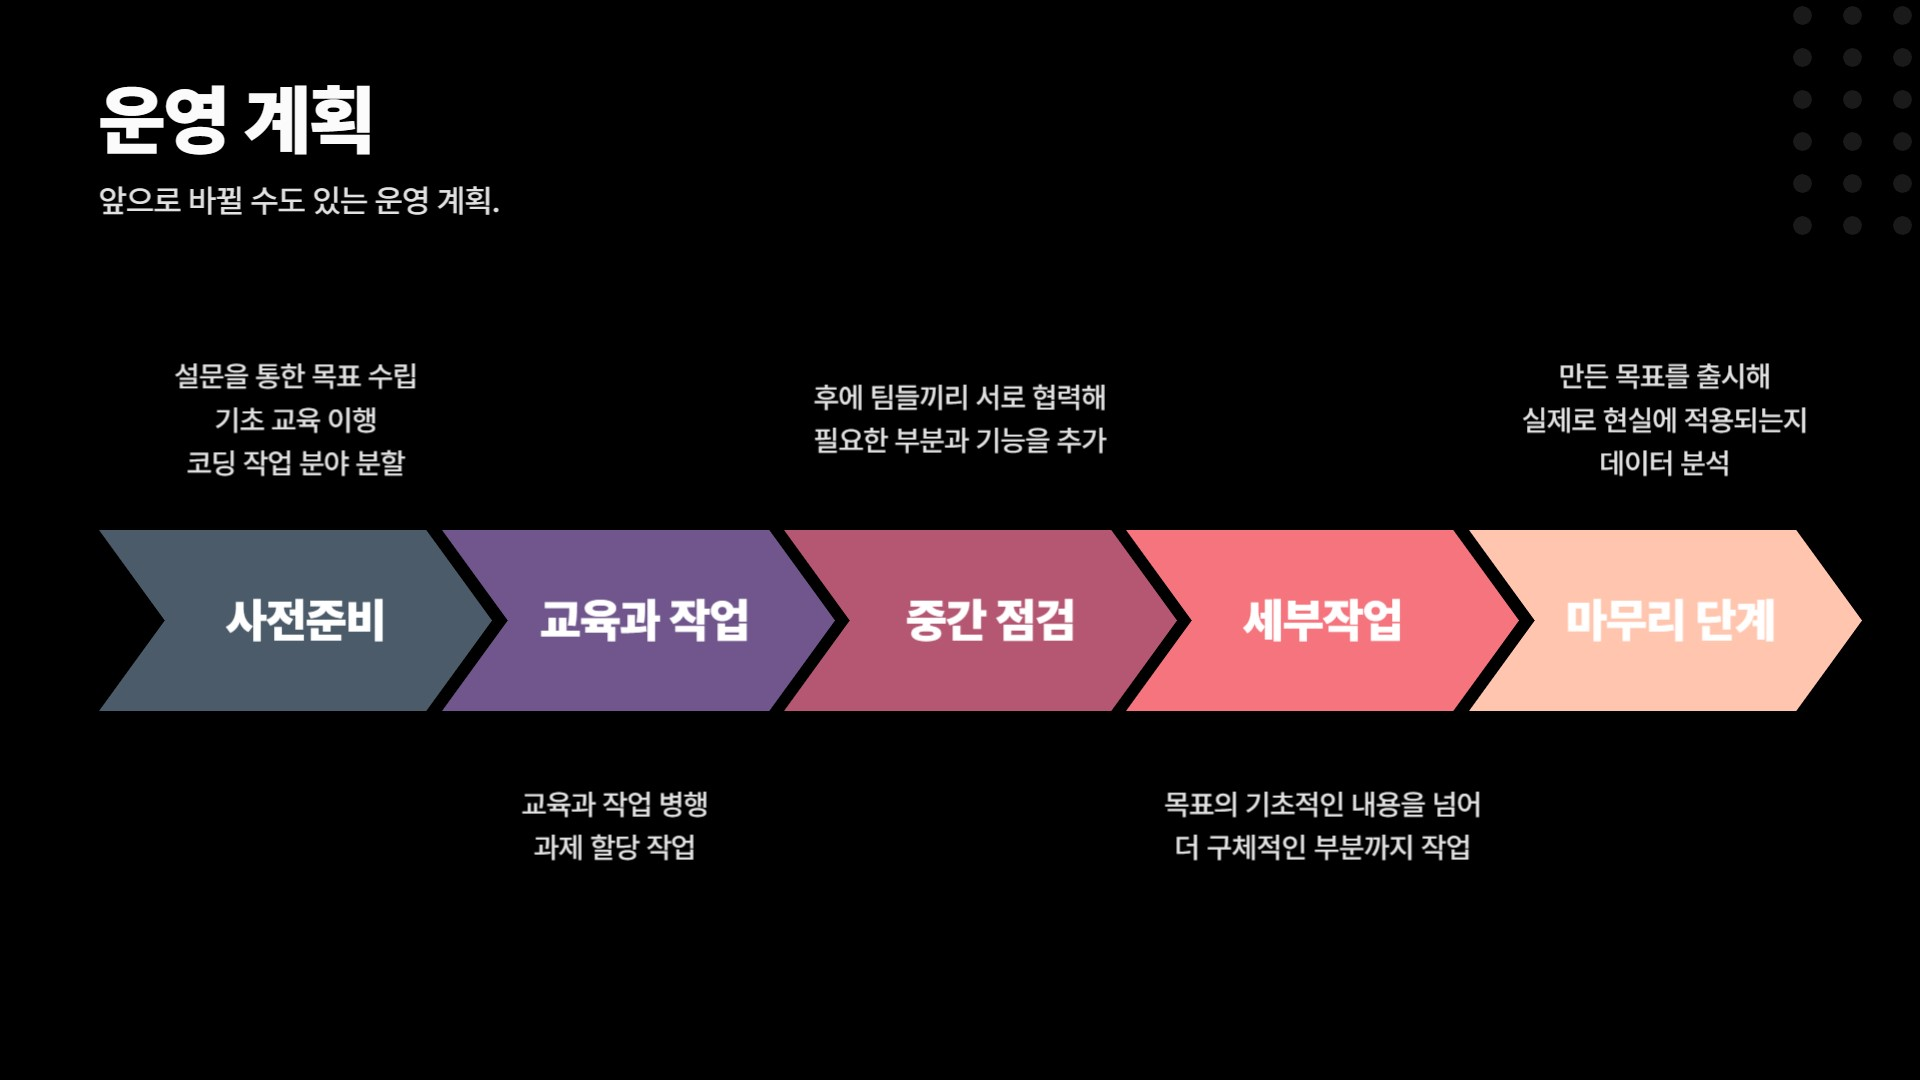 운영 계획
앞으로 바뀔 수도 있는 운영 계획.
설문을 통한 목표 수립
기초 교육 이행
코딩 작업 분야 분할
후에 팀들끼리 서로 협력해
필요한 부분과 기능을 추가
만든 목표를 출시해
실제로 현실에 적용되는지
데이터 분석
사전준비
교육과 작업
중간 점검
세부작업
마무리 단계
교육과 작업 병행
과제 할당 작업
목표의 기초적인 내용을 넘어
더 구체적인 부분까지 작업